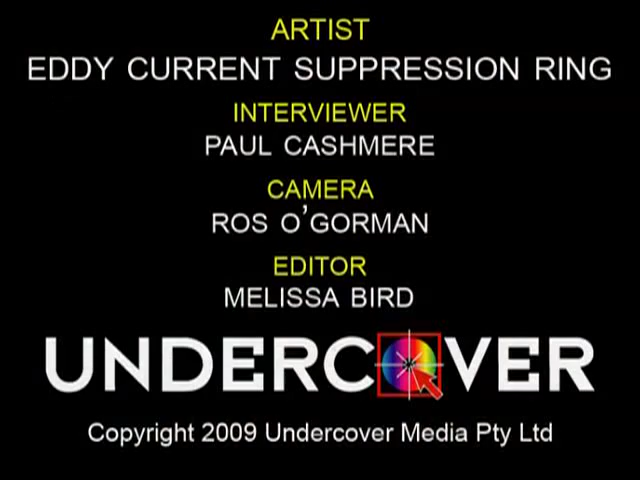 ARTIST
EDDY CURRENT SUPPRESSION RING
INTERVIEWER
PAUL CASHMERE
CAMERA
ROS O'GORMAN
EDITOR
MELISSA BIRD
UNDERCOVER
Copyright 2009 Undercover Media Pty Ltd